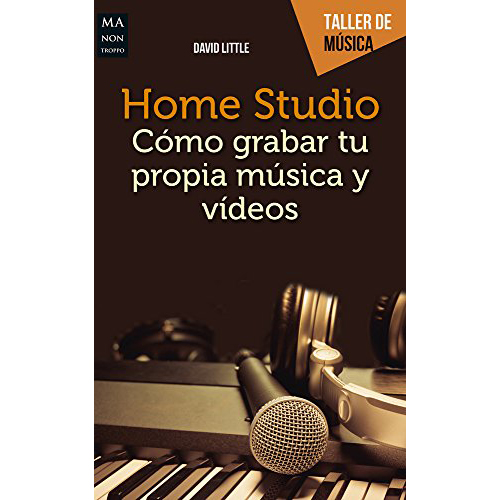 MA
NON
TROPPO
TALLER DE
MÚSICA
DAVID LITTLE
Home Studio
Cómo grabar tu
propia música y
vídeos